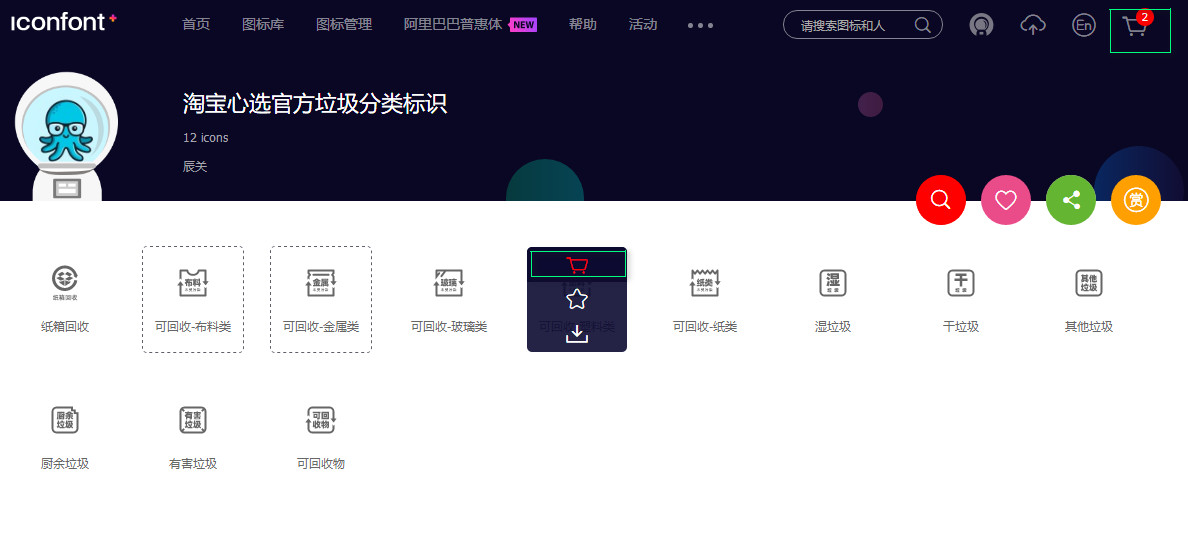 iconfont+
首页 图标库 图标管理 阿里巴巴普惠体 NEW 帮助 活动 请搜索图标和人 En 2
淘宝心选官方垃圾分类标识
12 icons
辰关
赏
纸箱回收 布料 金属 玻璃 纸类 湿 干 其他垃圾
纸箱回收 可回收-布料类 可回收-金属类 可回收-玻璃类 可回收-塑料类 可回收-纸类 湿垃圾 干垃圾 其他垃圾
厨余垃圾 有害垃圾 可回收物
厨余垃圾 有害垃圾 可回收物